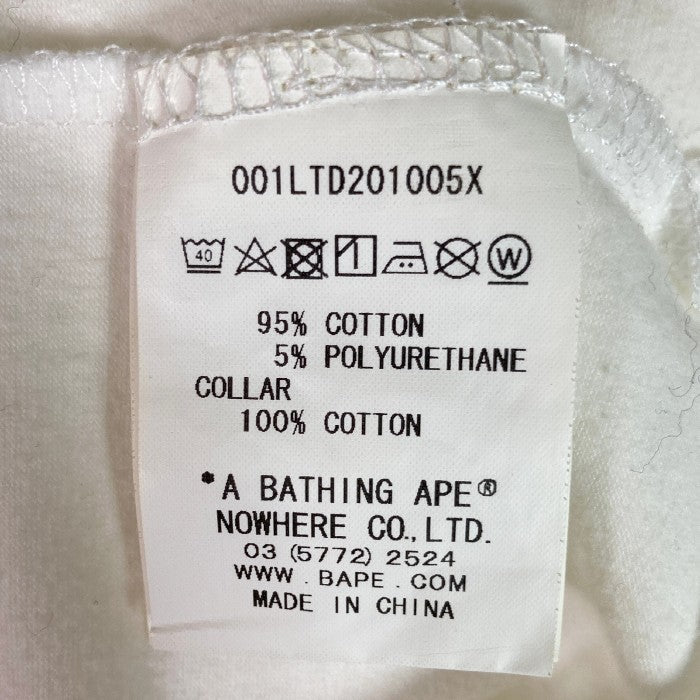 001LTD201005X
40 W
95% COTTON
5% POLYURETHANE
COLLAR
100% COTTON
*A BATHING APE®
NOWHERE CO., LTD.
03 (5772) 2524
WWW.BAPE.COM
MADE IN CHINA